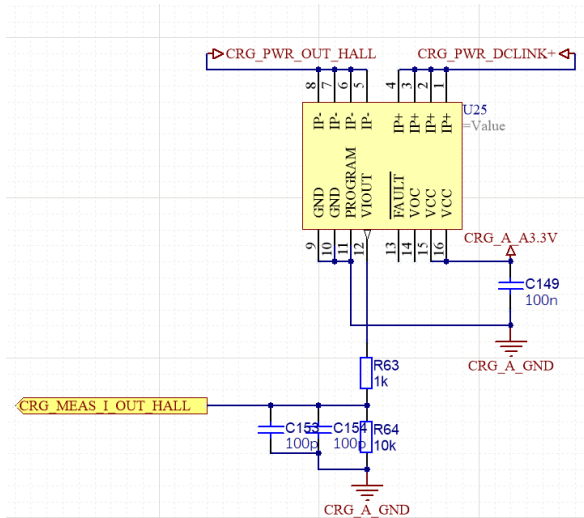 CRG_PWR_OUT_HALL
CRG_PWR_DCLINK+
8 7 6 5 4 3 2 1
U25
=Value
IP- IP- IP- IP- IP+ IP+ IP+ IP+
GND GND PROGRAM VIOUT FAULT VOC VCC VCC
9 10 11 12 13 14 15 16
CRG_A_A3.3V
C149
100n
CRG_A_GND
R63
1k
CRG_MEAS_I_OUT_HALL
C153 C154 R64
100p 100p 10k
CRG_A_GND